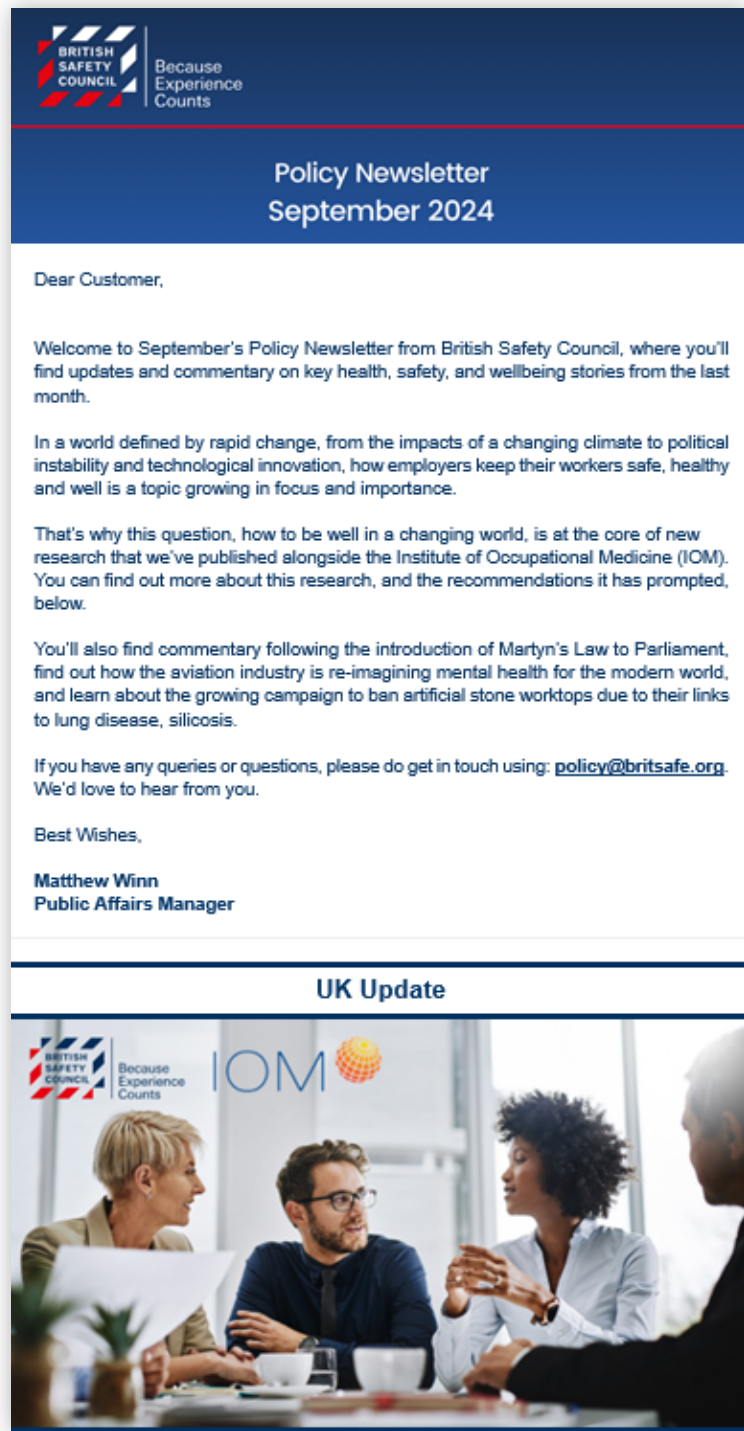 BRITISH
SAFETY
COUNCIL
Because
Experience
Counts
Policy Newsletter
September 2024
Dear Customer,
Welcome to September's Policy Newsletter from British Safety Council, where you'll
find updates and commentary on key health, safety, and wellbeing stories from the last
month.
In a world defined by rapid change, from the impacts of a changing climate to political
instability and technological innovation, how employers keep their workers safe, healthy
and well is a topic growing in focus and importance.
That's why this question, how to be well in a changing world, is at the core of new
research that we've published alongside the Institute of Occupational Medicine (IOM).
You can find out more about this research, and the recommendations it has prompted,
below.
You'll also find commentary following the introduction of Martyn's Law to Parliament,
find out how the aviation industry is re-imagining mental health for the modern world,
and learn about the growing campaign to ban artificial stone worktops due to their links
to lung disease, silicosis.
If you have any queries or questions, please do get in touch using: policy@britsafe.org.
We'd love to hear from you.
Best Wishes,
Matthew Winn
Public Affairs Manager
UK Update
BRITISH
SAFETY
COUNCIL
Because
Experience
Counts
IOM